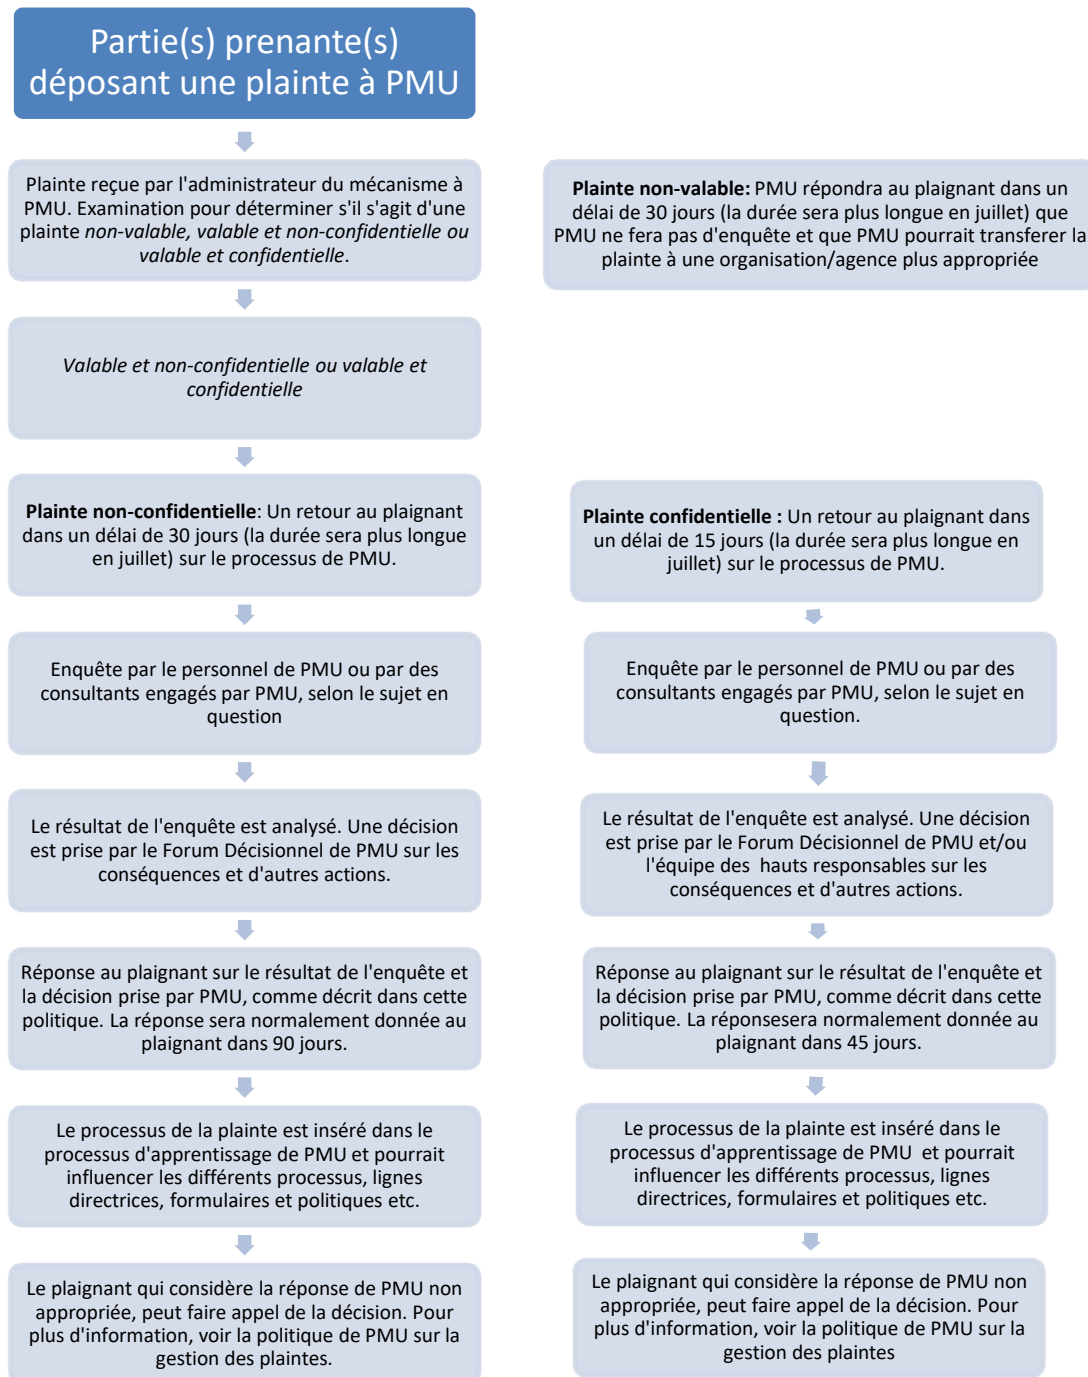 Partie(s) prenante(s)
déposant une plainte à PMU
Plainte reçue par l'administrateur du mécanisme à
PMU. Examination pour déterminer s'il s'agit d'une
plainte non-valable, valable et non-confidentielle ou
valable et confidentielle.
Plainte non-valable: PMU répondra au plaignant dans un
délai de 30 jours (la durée sera plus longue en juillet) que
PMU ne fera pas d'enquête et que PMU pourrait transferer la
plainte à une organisation/agence plus appropriée
Valable et non-confidentielle ou valable et
confidentielle
Plainte non-confidentielle: Un retour au plaignant
dans un délai de 30 jours (la durée sera plus longue
en juillet) sur le processus de PMU.
Enquête par le personnel de PMU ou par des
consultants engagés par PMU, selon le sujet en
question
Le résultat de l'enquête est analysé. Une décision
est prise par le Forum Décisionnel de PMU sur les
conséquences et d'autres actions.
Réponse au plaignant sur le résultat de l'enquête et
la décision prise par PMU, comme décrit dans cette
politique. La réponse sera normalement donnée au
plaignant dans 90 jours.
Le processus de la plainte est inséré dans le
processus d'apprentissage de PMU et pourrait
influencer les différents processus, lignes
directrices, formulaires et politiques etc.
Le plaignant qui considère la réponse de PMU non
appropriée, peut faire appel de la décision. Pour
plus d'information, voir la politique de PMU sur la
gestion des plaintes.
Plainte confidentielle : Un retour au plaignant dans
un délai de 15 jours (la durée sera plus longue en
juillet) sur le processus de PMU.
Enquête par le personnel de PMU ou par des
consultants engagés par PMU, selon le sujet en
question.
Le résultat de l'enquête est analysé. Une décision
est prise par le Forum Décisionnel de PMU et/ou
l'équipe des hauts responsables sur les
conséquences et d'autres actions.
Réponse au plaignant sur le résultat de l'enquête et
la décision prise par PMU, comme décrit dans cette
politique. La réponsesera normalement donnée au
plaignant dans 45 jours.
Le processus de la plainte est inséré dans le
processus d'apprentissage de PMU et pourrait
influencer les différents processus, lignes
directrices, formulaires et politiques etc.
Le plaignant qui considère la réponse de PMU non
appropriée, peut faire appel de la décision. Pour
plus d'information, voir la politique de PMU sur la
gestion des plaintes